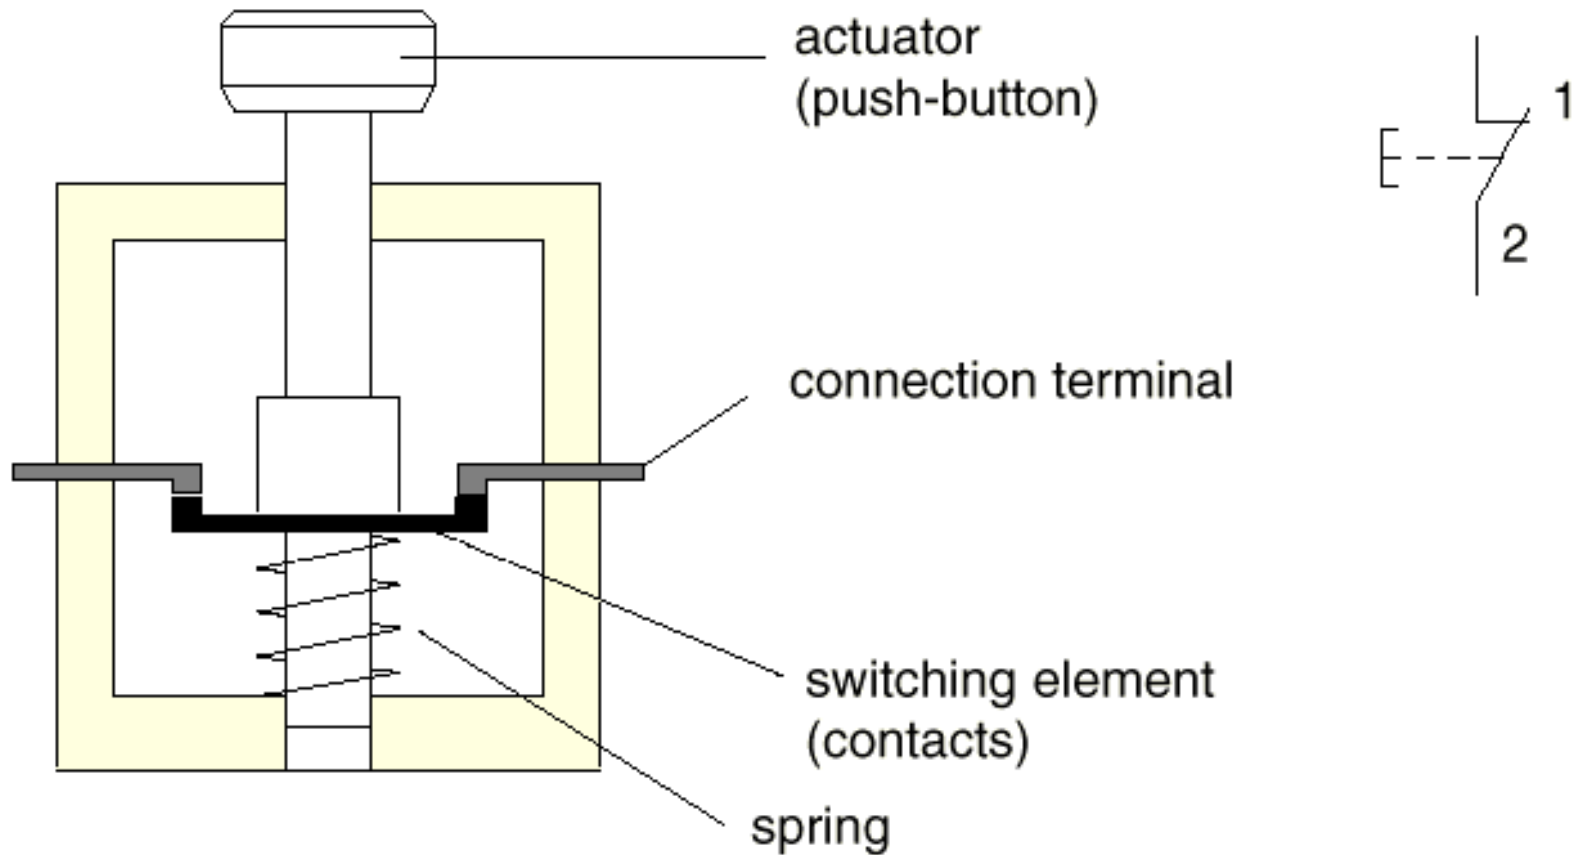 actuator
(push-button)
1
2
connection terminal
switching element
(contacts)
spring